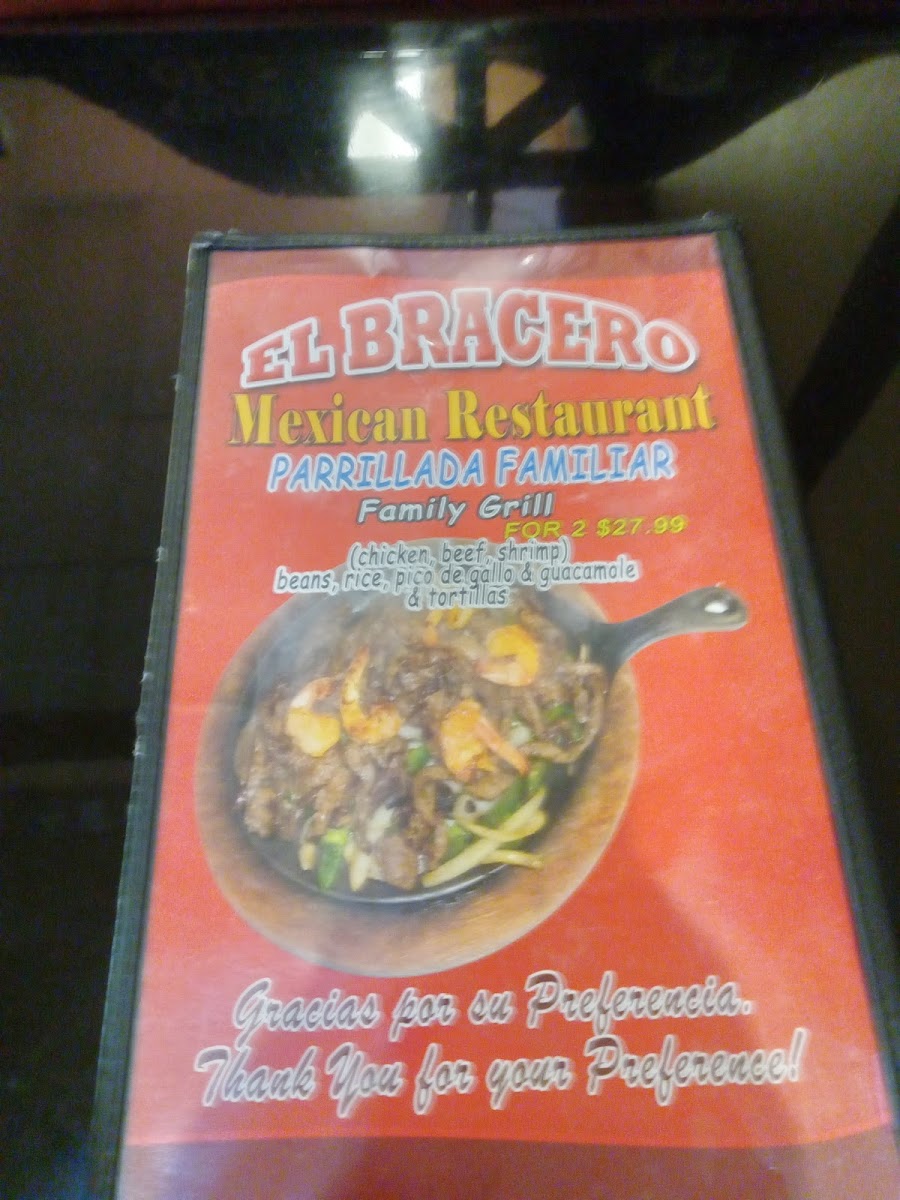 EL BRACERO
Mexican Restaurant
PARRILLADA FAMILIAR
Family Grill
FOR 2 $27.99
(chicken, beef, shrimp)
beans, rice, pico de gallo & guacamole
& tortillas
Gracias por su Preferencia.
Thank You for your Preference!